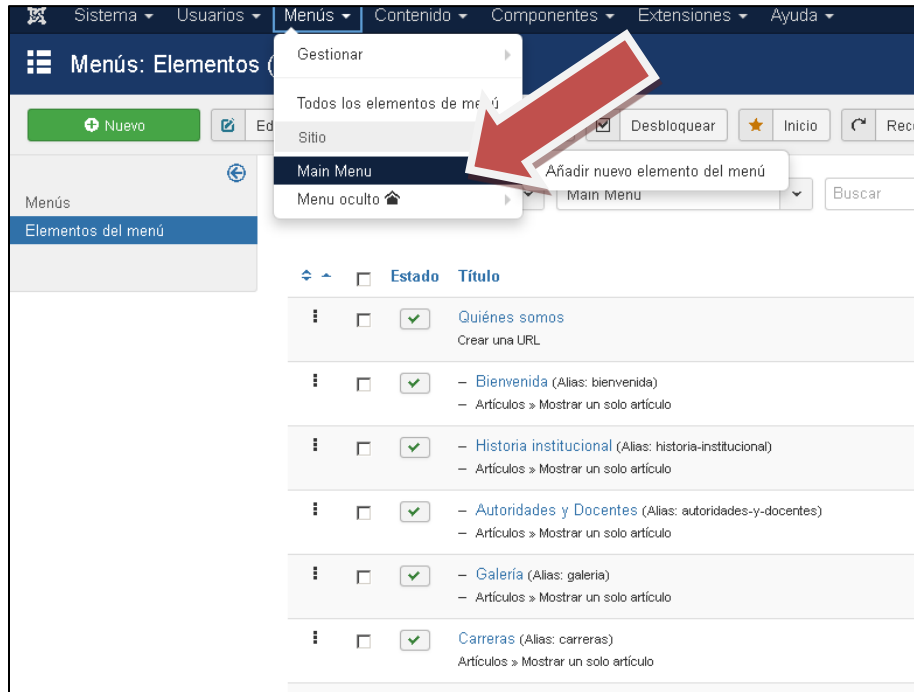 Sistema Usuarios Menús Contenido Componentes Extensiones Ayuda
Menús: Elementos (
Gestionar
Todos los elementos de menú
Sitio
Main Menu
Añadir nuevo elemento del menú
Menu oculto
Nuevo Ed Desbloquear Inicio Reco
Menús
Elementos del menú
Main Menu Buscar
Estado Título
Quiénes somos
Crear una URL
– Bienvenida (Alias: bienvenida)
– Artículos » Mostrar un solo artículo
– Historia institucional (Alias: historia-institucional)
– Artículos » Mostrar un solo artículo
– Autoridades y Docentes (Alias: autoridades-y-docentes)
– Artículos » Mostrar un solo artículo
– Galería (Alias: galeria)
– Artículos » Mostrar un solo artículo
Carreras (Alias: carreras)
Artículos » Mostrar un solo artículo